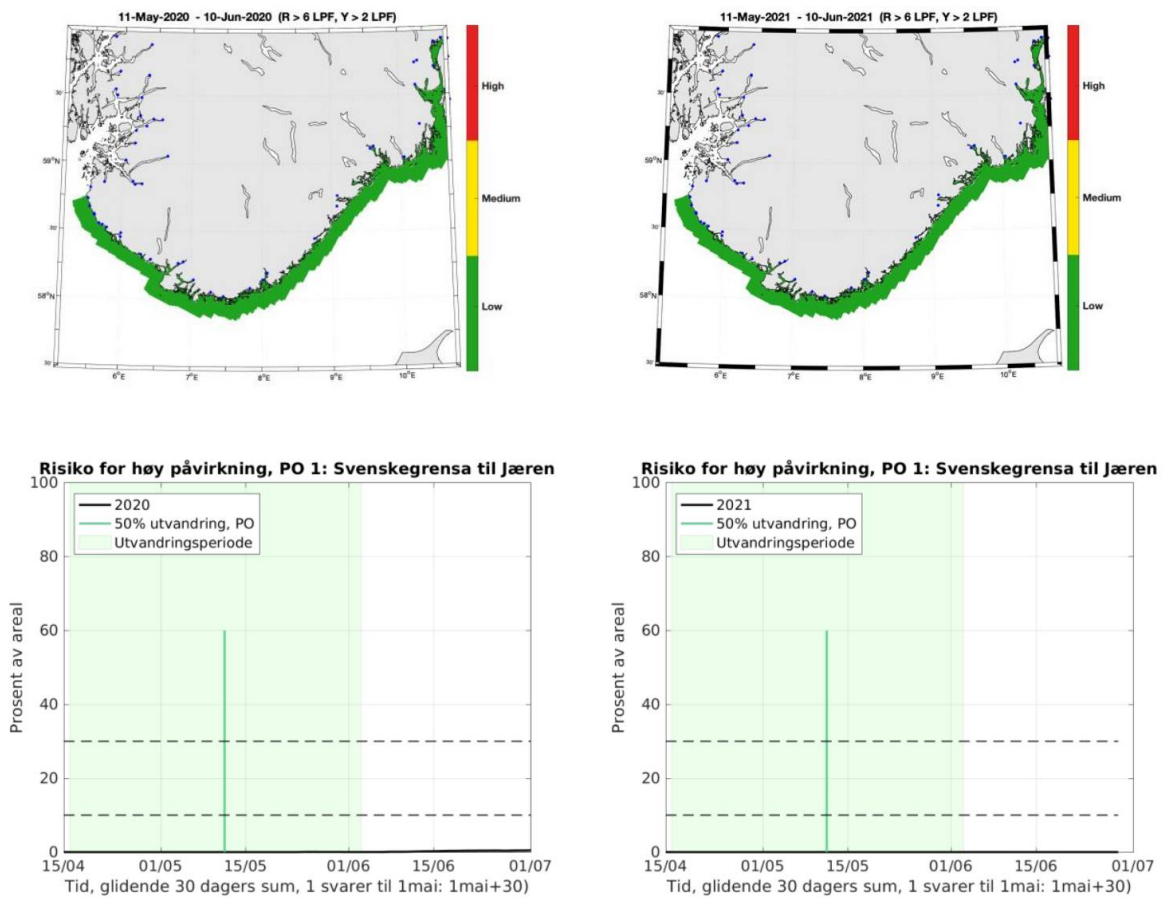 11-May-2020 - 10-Jun-2020 (R > 6 LPF, Y > 2 LPF)
High
Medium
Low
30'
59°N
30'
58°N
30'
6°E
7°E
8°E
9°E
10°E
11-May-2021 - 10-Jun-2021 (R > 6 LPF, Y > 2 LPF)
High
Medium
Low
30'
59°N
30'
58°N
30'
6°E
7°E
8°E
9°E
10°E
Risiko for høy påvirkning, PO 1: Svenskegrensa til Jæren
2020
50% utvandring, PO
Utvandringsperiode
Prosent av areal
100
80
60
40
20
0
15/04 01/05 15/05 01/06 15/06 01/07
Tid, glidende 30 dagers sum, 1 svarer til 1mai: 1mai+30)
Risiko for høy påvirkning, PO 1: Svenskegrensa til Jæren
2021
50% utvandring, PO
Utvandringsperiode
Prosent av areal
100
80
60
40
20
0
15/04 01/05 15/05 01/06 15/06 01/07
Tid, glidende 30 dagers sum, 1 svarer til 1mai: 1mai+30)